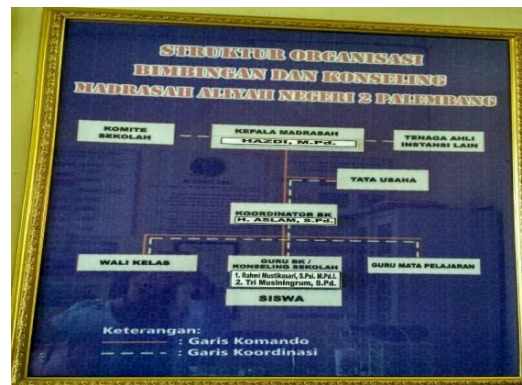 STRUKTUR ORGANISASI
BIMBINGAN DAN KONSELING
MADRASAH ALIYAH NEGERI 2 PALEMBANG
KOMITE
SEKOLAH
KEPALA MADRASAH
HAZDI, M.Pd.
TENAGA AHLI
INSTANSI LAIN
TATA USAHA
KOORDINATOR BK
H. ASLAM, S.Pd.
WALI KELAS
GURU BK /
KONSELING SEKOLAH
1. Rahmi Mustikasari, S.Psi. M.Pd.I.
2. Tri Musiningrum, S.Pd.
SISWA
GURU MATA PELAJARAN
Keterangan:
: Garis Komando
: Garis Koordinasi